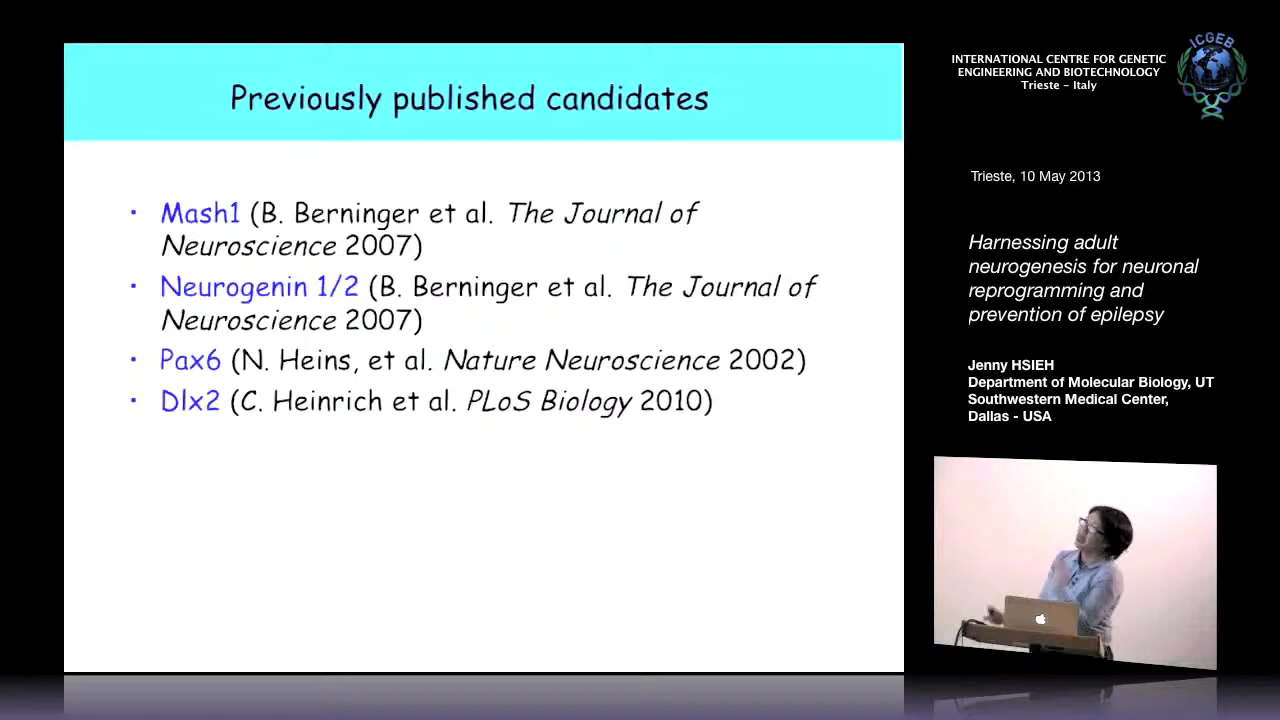 Previously published candidates
• Mash1 (B. Berninger et al. The Journal of
Neuroscience 2007)
• Neurogenin 1/2 (B. Berninger et al. The Journal of
Neuroscience 2007)
• Pax6 (N. Heins, et al. Nature Neuroscience 2002)
• Dlx2 (C. Heinrich et al. PLoS Biology 2010)
INTERNATIONAL CENTRE FOR GENETIC
ENGINEERING AND BIOTECHNOLOGY
Trieste - Italy
ICGEB
Trieste, 10 May 2013
Harnessing adult
neurogenesis for neuronal
reprogramming and
prevention of epilepsy
Jenny HSIEH
Department of Molecular Biology, UT
Southwestern Medical Center,
Dallas - USA